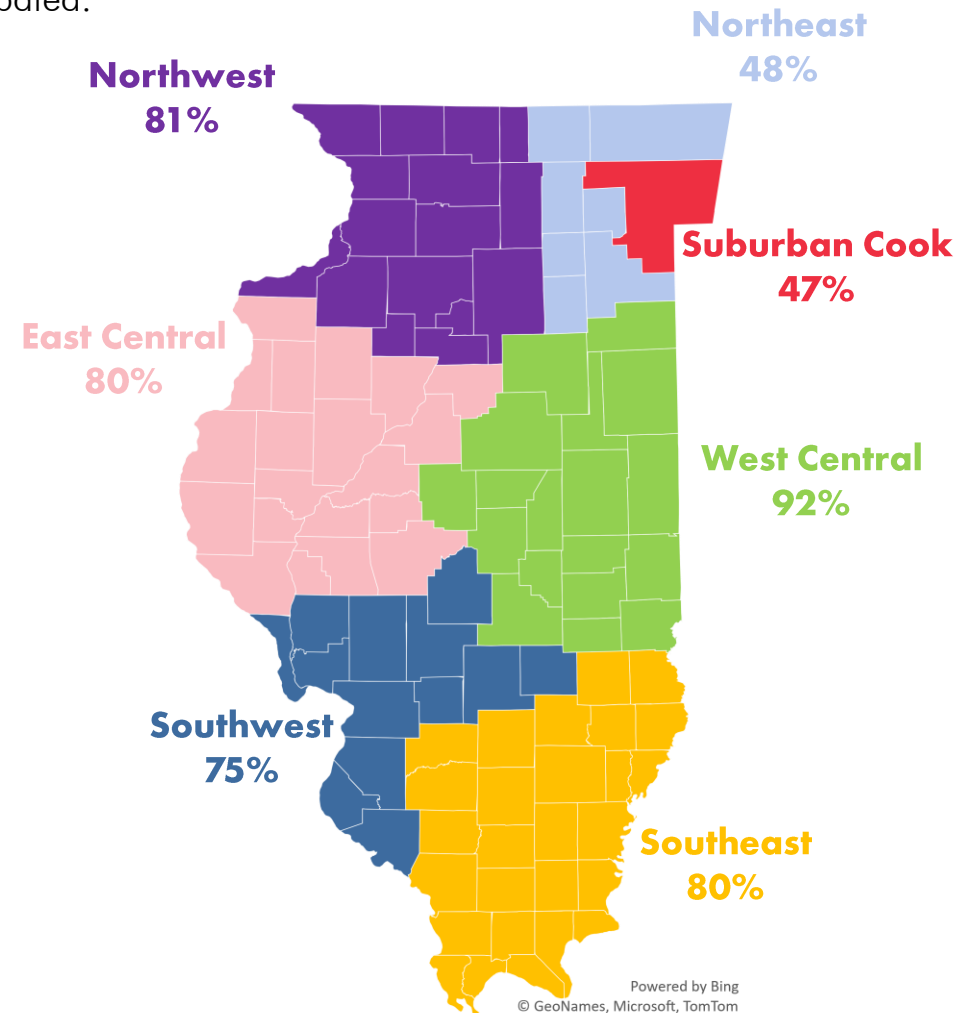 Northeast
48%
Northwest
81%
Suburban Cook
47%
East Central
80%
West Central
92%
Southwest
75%
Southeast
80%
Powered by Bing
© GeoNames, Microsoft, TomTom